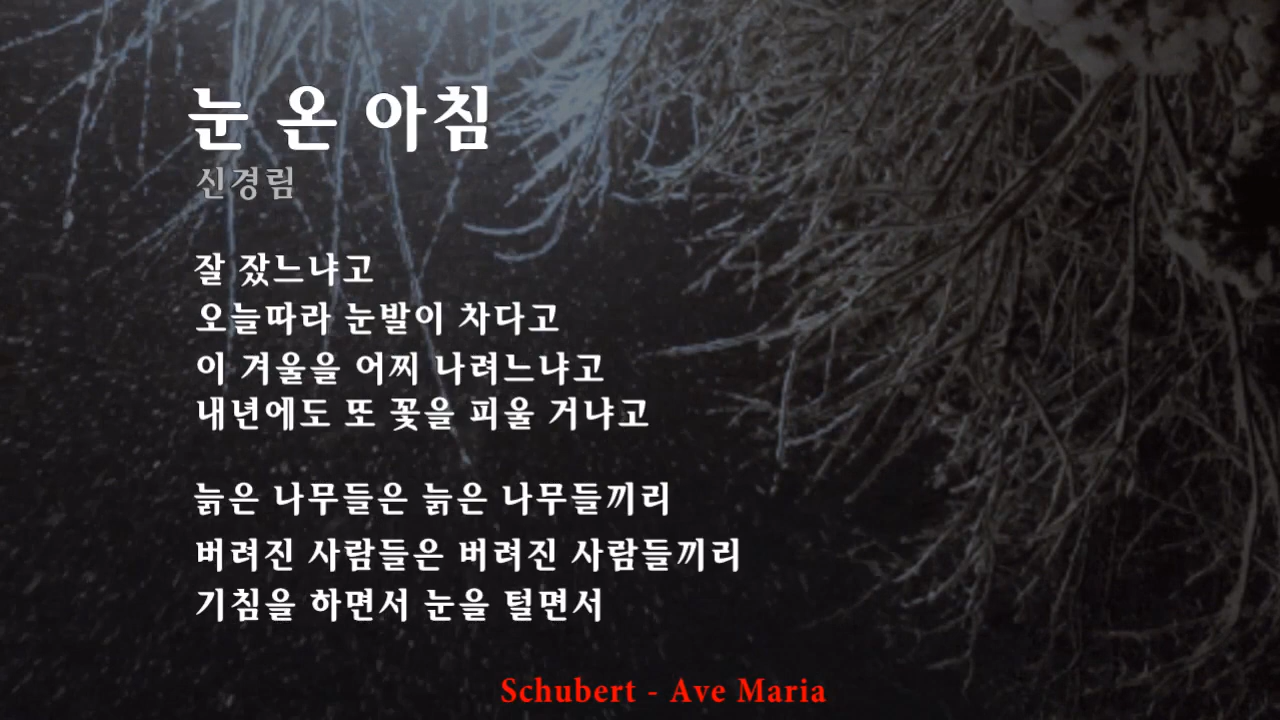 눈 온 아침
신경림
잘 잤느냐고
오늘따라 눈발이 차다고
이 겨울을 어찌 나려느냐고
내년에도 또 꽃을 피울 거냐고
늙은 나무들은 늙은 나무들끼리
버려진 사람들은 버려진 사람들끼리
기침을 하면서 눈을 털면서
Schubert - Ave Maria